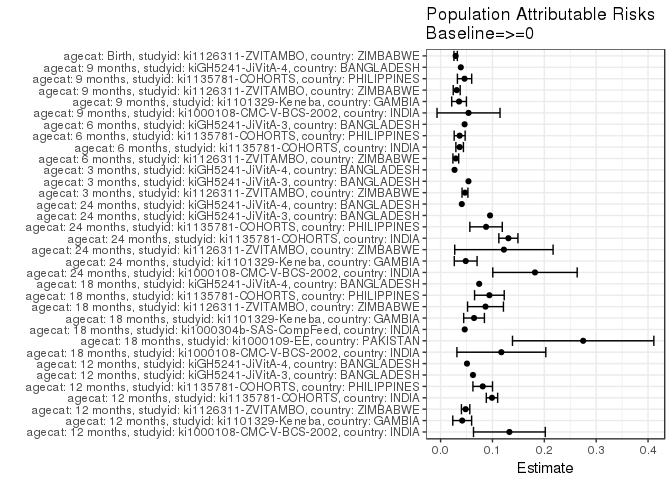 Population Attributable Risks
Baseline=>=0
agecat: Birth, studyid: ki1126311-ZVITAMBO, country: ZIMBABWE
agecat: 9 months, studyid: kiGH5241-JiVitA-4, country: BANGLADESH
agecat: 9 months, studyid: ki1135781-COHORTS, country: PHILIPPINES
agecat: 9 months, studyid: ki1126311-ZVITAMBO, country: ZIMBABWE
agecat: 9 months, studyid: ki1101329-Keneba, country: GAMBIA
agecat: 9 months, studyid: ki1000108-CMC-V-BCS-2002, country: INDIA
agecat: 6 months, studyid: kiGH5241-JiVitA-3, country: BANGLADESH
agecat: 6 months, studyid: ki1135781-COHORTS, country: PHILIPPINES
agecat: 6 months, studyid: ki1135781-COHORTS, country: INDIA
agecat: 6 months, studyid: ki1126311-ZVITAMBO, country: ZIMBABWE
agecat: 3 months, studyid: kiGH5241-JiVitA-4, country: BANGLADESH
agecat: 3 months, studyid: kiGH5241-JiVitA-3, country: BANGLADESH
agecat: 3 months, studyid: ki1126311-ZVITAMBO, country: ZIMBABWE
agecat: 24 months, studyid: kiGH5241-JiVitA-4, country: BANGLADESH
agecat: 24 months, studyid: kiGH5241-JiVitA-3, country: BANGLADESH
agecat: 24 months, studyid: ki1135781-COHORTS, country: PHILIPPINES
agecat: 24 months, studyid: ki1135781-COHORTS, country: INDIA
agecat: 24 months, studyid: ki1126311-ZVITAMBO, country: ZIMBABWE
agecat: 24 months, studyid: ki1101329-Keneba, country: GAMBIA
agecat: 24 months, studyid: ki1000108-CMC-V-BCS-2002, country: INDIA
agecat: 18 months, studyid: kiGH5241-JiVitA-4, country: BANGLADESH
agecat: 18 months, studyid: ki1135781-COHORTS, country: PHILIPPINES
agecat: 18 months, studyid: ki1126311-ZVITAMBO, country: ZIMBABWE
agecat: 18 months, studyid: ki1101329-Keneba, country: GAMBIA
agecat: 18 months, studyid: ki1000304b-SAS-CompFeed, country: INDIA
agecat: 18 months, studyid: ki1000109-EE, country: PAKISTAN
agecat: 18 months, studyid: ki1000108-CMC-V-BCS-2002, country: INDIA
agecat: 12 months, studyid: kiGH5241-JiVitA-4, country: BANGLADESH
agecat: 12 months, studyid: kiGH5241-JiVitA-3, country: BANGLADESH
agecat: 12 months, studyid: ki1135781-COHORTS, country: PHILIPPINES
agecat: 12 months, studyid: ki1135781-COHORTS, country: INDIA
agecat: 12 months, studyid: ki1126311-ZVITAMBO, country: ZIMBABWE
agecat: 12 months, studyid: ki1101329-Keneba, country: GAMBIA
agecat: 12 months, studyid: ki1000108-CMC-V-BCS-2002, country: INDIA
0.0 0.1 0.2 0.3 0.4
Estimate